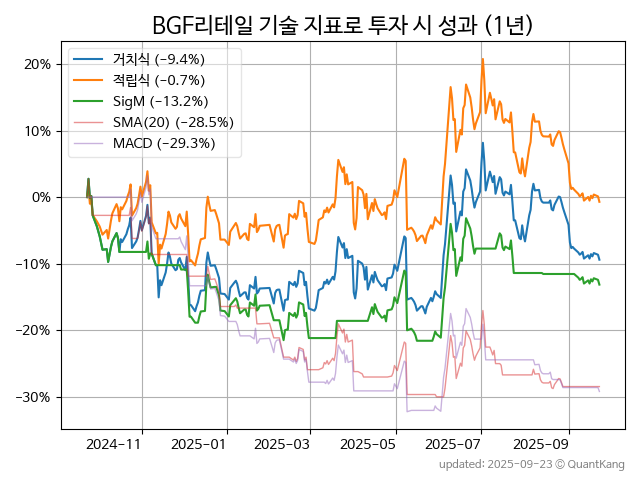 BGF리테일 기술 지표로 투자 시 성과 (1년)
거치식 (−9.4%)
적립식 (−0.7%)
SigM (−13.2%)
SMA(20) (−28.5%)
MACD (−29.3%)
20%
10%
0%
−10%
−20%
−30%
2024-11 2025-01 2025-03 2025-05 2025-07 2025-09
updated: 2025-09-23 ⓒ QuantKang